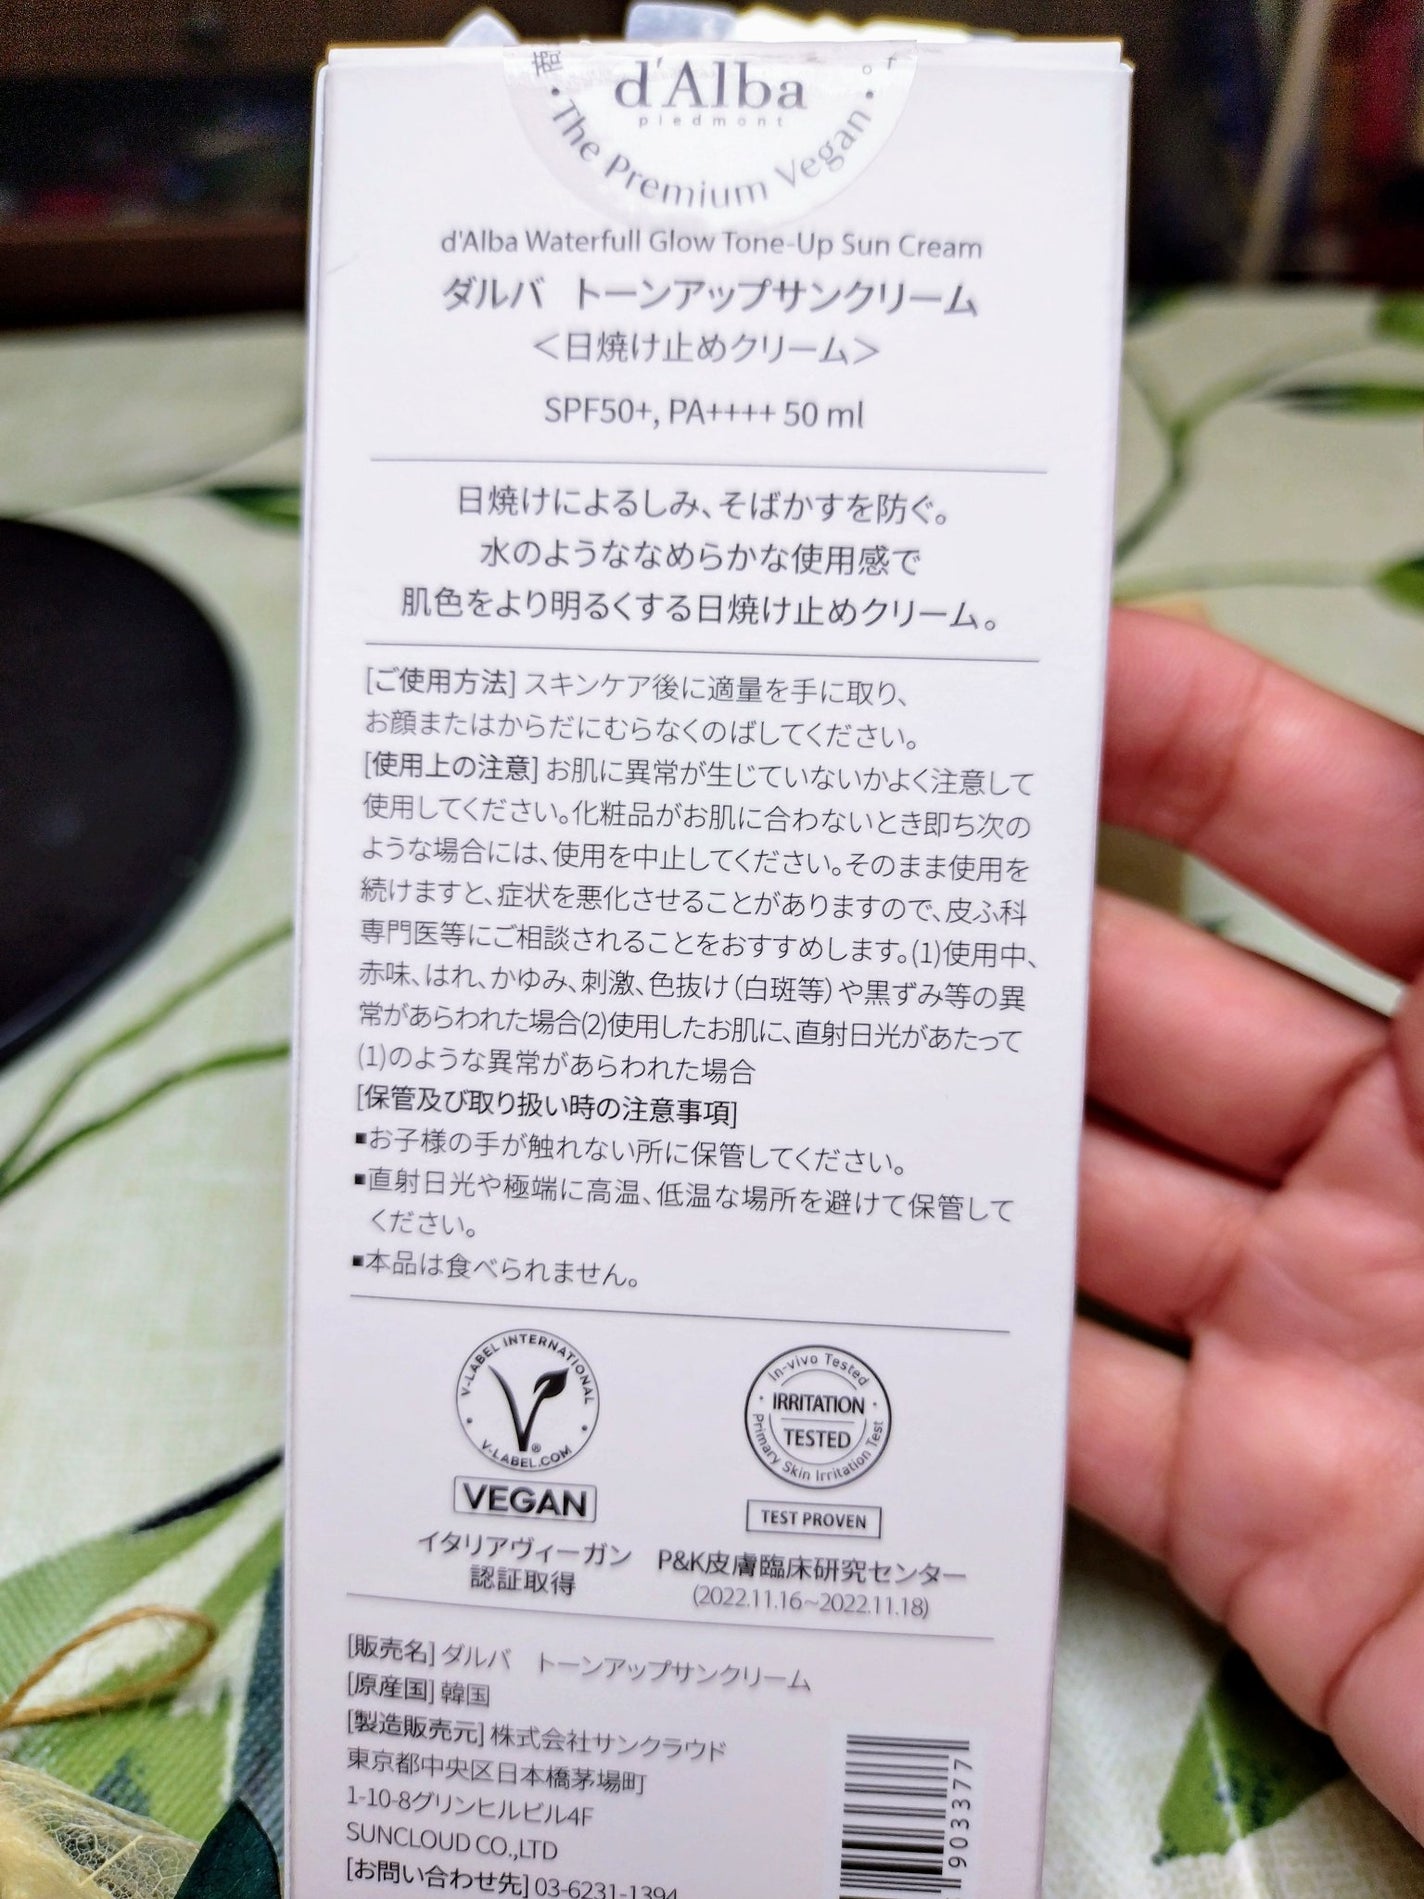 d'Alba
piedmont
The Premium Vegan
d'Alba Waterfull Glow Tone-Up Sun Cream
ダルバ トーンアップサンクリーム
＜日焼け止めクリーム＞
SPF50+, PA++++ 50 ml
日焼けによるしみ、そばかすを防ぐ。
水のようななめらかな使用感で
肌色をより明るくする日焼け止めクリーム。
[ご使用方法] スキンケア後に適量を手に取り、
お顔またはからだにむらなくのばしてください。
[使用上の注意] お肌に異常が生じていないかよく注意して
使用してください。化粧品がお肌に合わないとき即ち次の
ような場合には、使用を中止してください。そのまま使用を
続けますと、症状を悪化させることがありますので、皮ふ科
専門医等にご相談されることをおすすめします。(1)使用中、
赤味、はれ、かゆみ、刺激、色抜け（白斑等）や黒ずみ等の異
常があらわれた場合(2)使用したお肌に、直射日光があたって
(1)のような異常があらわれた場合
[保管及び取り扱い時の注意事項]
▪お子様の手が触れない所に保管してください。
▪直射日光や極端に高温、低温な場所を避けて保管して
ください。
▪本品は食べられません。
V-LABEL INTERNATIONAL
V-LABEL.COM
VEGAN
イタリアヴィーガン
認証取得
In-vivo Tested
IRRITATION
TESTED
Primary Skin Irritation Test
TEST PROVEN
P&K皮膚臨床研究センター
(2022.11.16~2022.11.18)
[販売名] ダルバ トーンアップサンクリーム
[原産国] 韓国
[製造販売元] 株式会社サンクラウド
東京都中央区日本橋茅場町
1-10-8グリンヒルビル4F
SUNCLOUD CO.,LTD
[お問い合わせ先] 03-6231-1394
903377